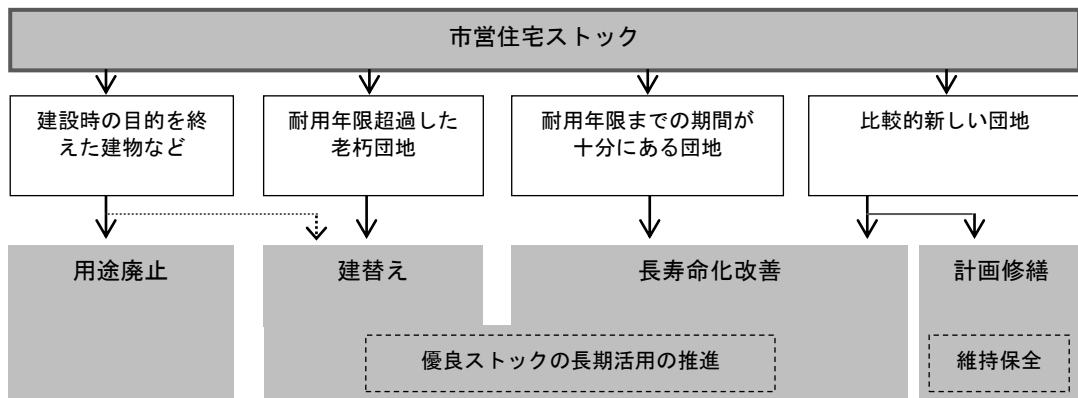 市営住宅ストック
建設時の目的を終
えた建物など
耐用年限超過した
老朽団地
耐用年限までの期間が
十分にある団地
比較的新しい団地
用途廃止
建替え
長寿命化改善
計画修繕
優良ストックの長期活用の推進
維持保全